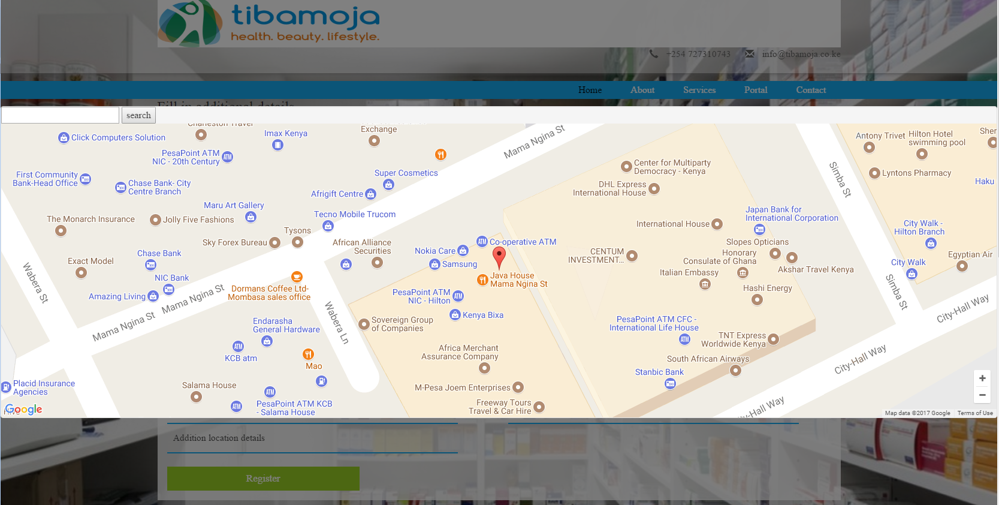 tibamoja
health. beauty. lifestyle.
+254 727310743 info@tibamoja.co.ke
Home About Services Portal Contact
Fill in additional details
search
Charleston Travel
Exchange
Imax Kenya
Click Computers Solution
PesaPoint ATM
NIC - 20th Century
First Community
Bank-Head Office
Chase Bank- City
Centre Branch
Super Cosmetics
Afrigift Centre
Maru Art Gallery
The Monarch Insurance
Jolly Five Fashions
Tecno Mobile Trucom
Tysons
Sky Forex Bureau
African Alliance
Securities
Chase Bank
Exact Model
NIC Bank
Amazing Living
Wabera St
Mama Ngina St
Mama Ngina St
Mama Ngina St
Dormans Coffee Ltd-
Mombasa sales office
Wabera Ln
Endarasha
General Hardware
KCB atm
Mao
Salama House
PesaPoint ATM KCB
- Salama House
Placid Insurance
Agencies
Google
Co-operative ATM
Nokia Care
Samsung
Java House
Mama Ngina St
PesaPoint ATM
NIC - Hilton
Kenya Bixa
Sovereign Group
of Companies
Africa Merchant
Assurance Company
M-Pesa Joem Enterprises
Freeway Tours
Travel & Car Hire
Center for Multiparty
Democracy - Kenya
DHL Express
International House
International House
CENTUM
INVESTMENT...
Japan Bank for
International Corporation
Slopes Opticians
Honorary
Consulate of Ghana
Akshar Travel Kenya
Italian Embassy
Hashi Energy
PesaPoint ATM CFC -
International Life House
TNT Express
Worldwide Kenya
South African Airways
Stanbic Bank
Simba St
Simba St
Antony Trivet
Hilton Hotel
swimming pool
Sher
Lyntons Pharmacy
Haku
City Walk -
Hilton Branch
City Walk
Egyptian Air
City-Hall Way
City-Hall Way
ty-Hall Way
ATM
ATM
ATM
ATM
ATM
ATM
ATM
+
−
Map data ©2017 Google Terms of Use
Addition location details
Register